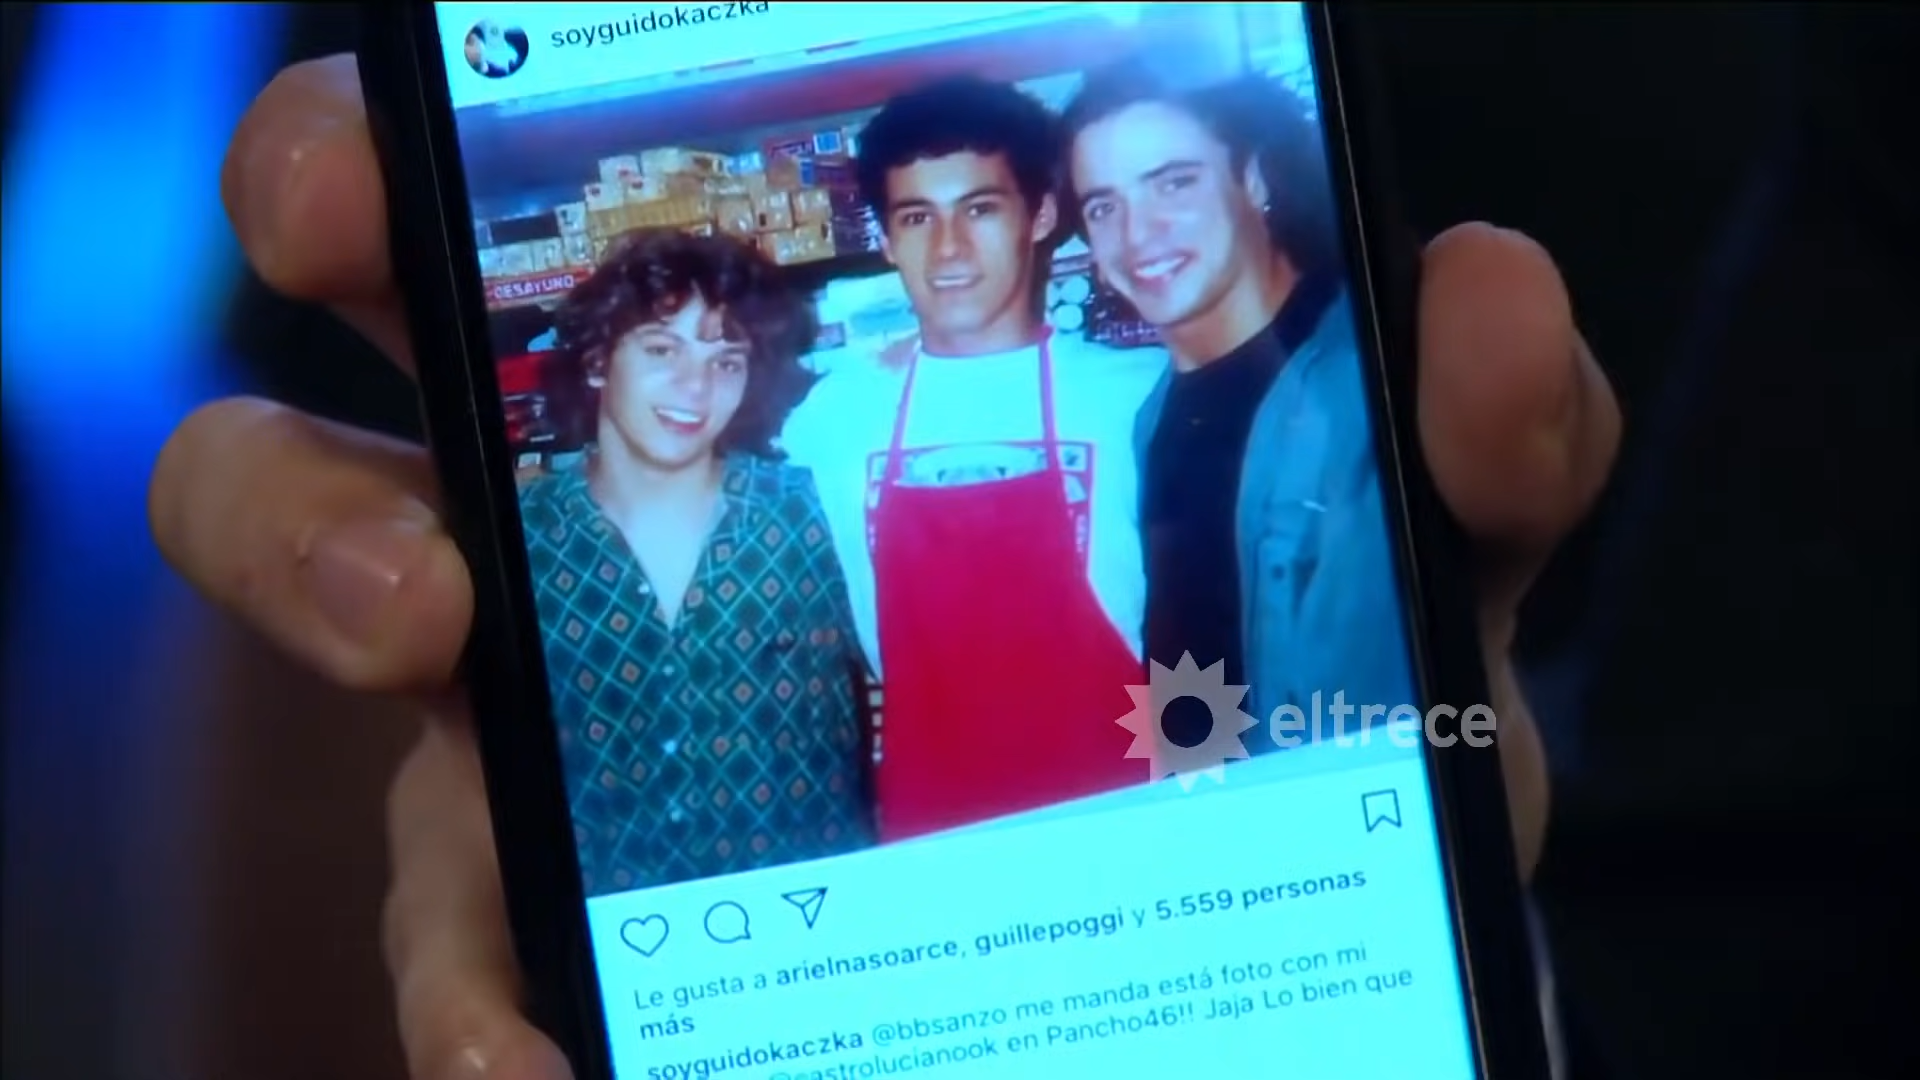 soyguidokaczka
DESAYUNO
eltrece
Le gusta a arielnasoarce, guillepoggi y 5.559 personas
más
soyguidokaczka @bbsanzo me manda está foto con mi
@castrolucianook en Pancho46!! Jaja Lo bien que